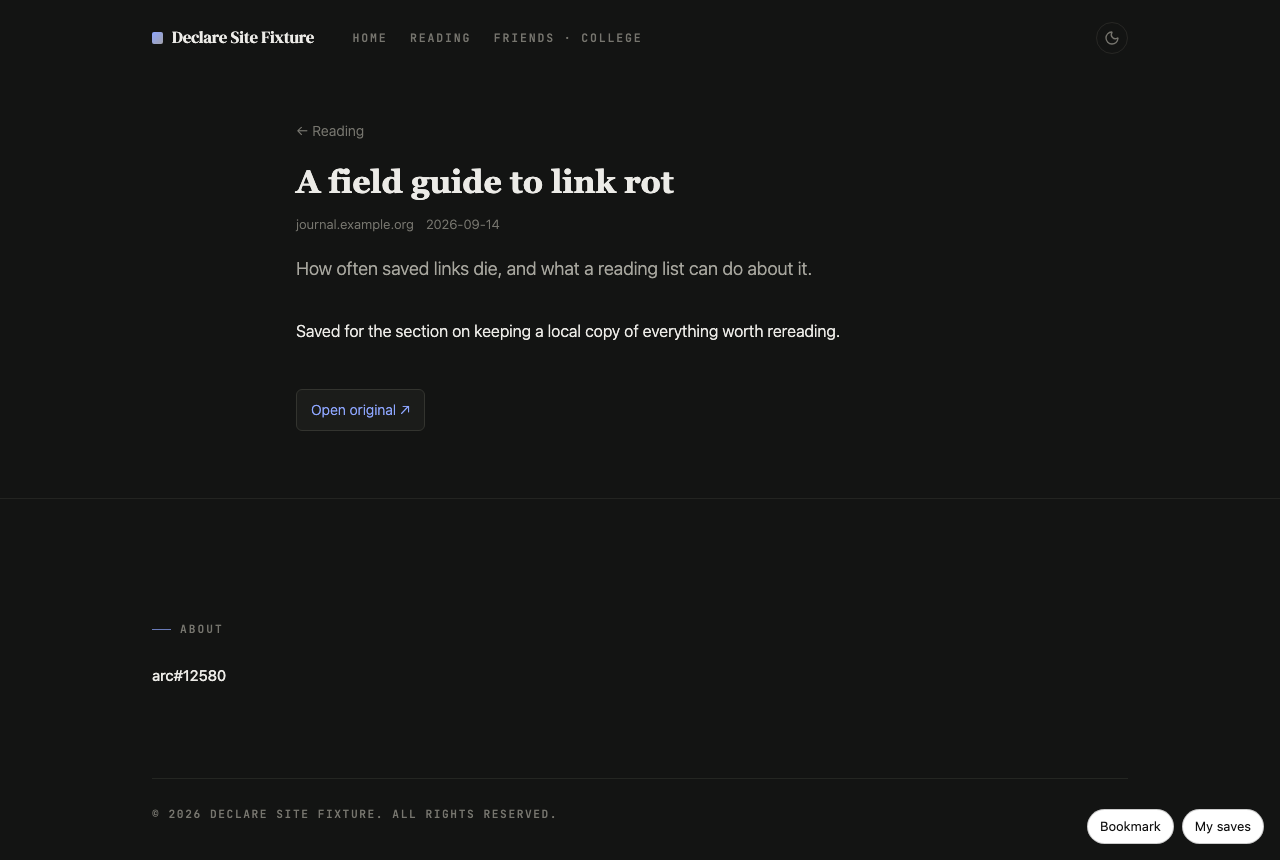 Declare Site Fixture
HOME READING FRIENDS · COLLEGE
← Reading
A field guide to link rot
journal.example.org 2026-09-14
How often saved links die, and what a reading list can do about it.
Saved for the section on keeping a local copy of everything worth rereading.
Open original ↗
ABOUT
arc#12580
© 2026 DECLARE SITE FIXTURE. ALL RIGHTS RESERVED.
Bookmark
My saves